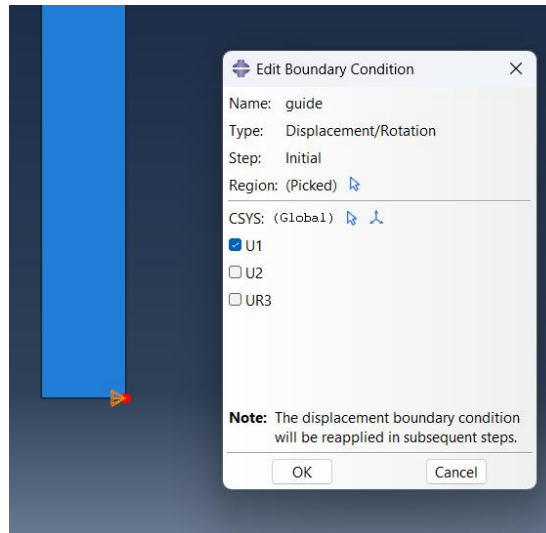 Edit Boundary Condition
Name: guide
Type: Displacement/Rotation
Step: Initial
Region: (Picked)
CSYS: (Global)
U1
U2
UR3
Note: The displacement boundary condition
will be reapplied in subsequent steps.
OK Cancel